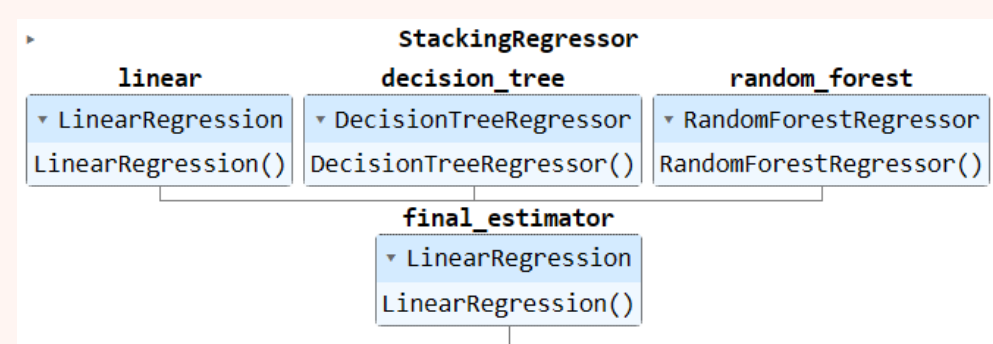 StackingRegressor
linear decision_tree random_forest
LinearRegression DecisionTreeRegressor RandomForestRegressor
LinearRegression() DecisionTreeRegressor() RandomForestRegressor()
final_estimator
LinearRegression
LinearRegression()